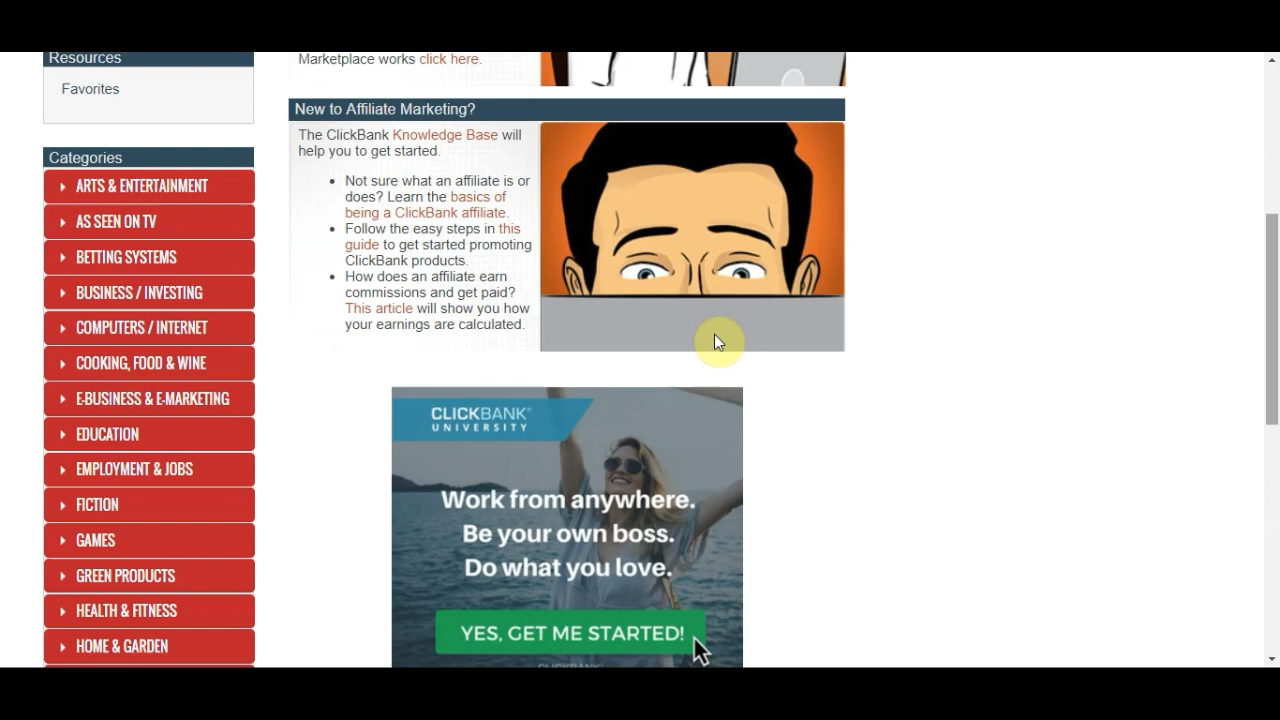 Resources
Favorites
Categories
ARTS & ENTERTAINMENT
AS SEEN ON TV
BETTING SYSTEMS
BUSINESS / INVESTING
COMPUTERS / INTERNET
COOKING, FOOD & WINE
E-BUSINESS & E-MARKETING
EDUCATION
EMPLOYMENT & JOBS
FICTION
GAMES
GREEN PRODUCTS
HEALTH & FITNESS
HOME & GARDEN
Marketplace works click here.
New to Affiliate Marketing?
The ClickBank Knowledge Base will
help you to get started.
Not sure what an affiliate is or
does? Learn the basics of
being a ClickBank affiliate.
Follow the easy steps in this
guide to get started promoting
ClickBank products.
How does an affiliate earn
commissions and get paid?
This article will show you how
your earnings are calculated.
CLICKBANK®
UNIVERSITY
Work from anywhere.
Be your own boss.
Do what you love.
YES, GET ME STARTED!
CLICKBANK®